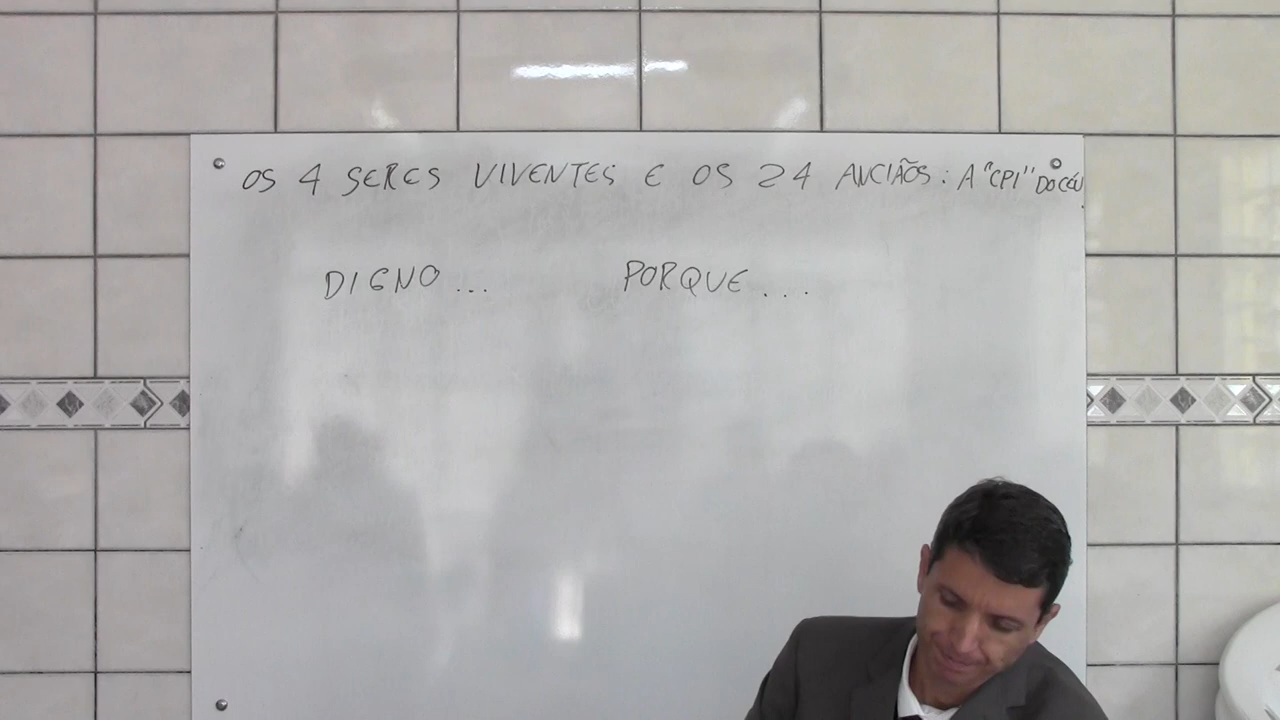 OS 4 SERES VIVENTES E OS 24 ANCIÃOS: A "CPI" DO CÉU.
DIGNO... PORQUE...